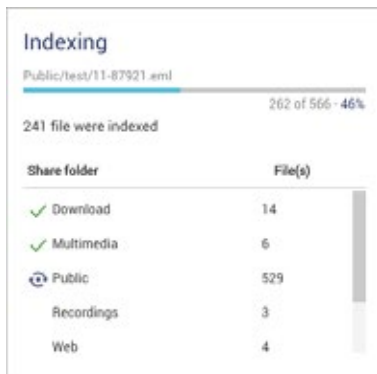 Indexing
Public/test/11-87921.eml
262 of 566 - 46%
241 file were indexed
Share folder File(s)
Download 14
Multimedia 6
Public 529
Recordings 3
Web 4